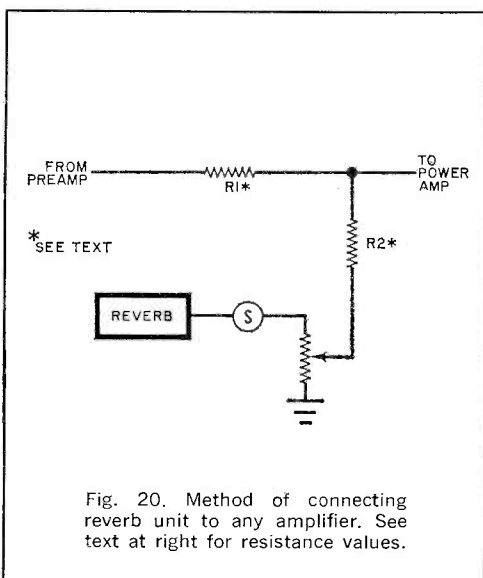 FROM
PREAMP
R1*
TO
POWER
AMP
*SEE TEXT
R2*
REVERB
S
Fig. 20. Method of connecting
reverb unit to any amplifier. See
text at right for resistance values.